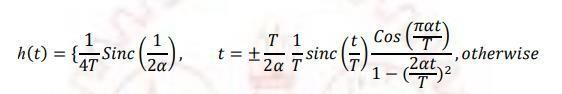 h(t) = {1/4T Sinc (1/2α), t = ± T/2α 1/T sinc (t/T) Cos (παt/T) / 1 − (2αt/T)², otherwise